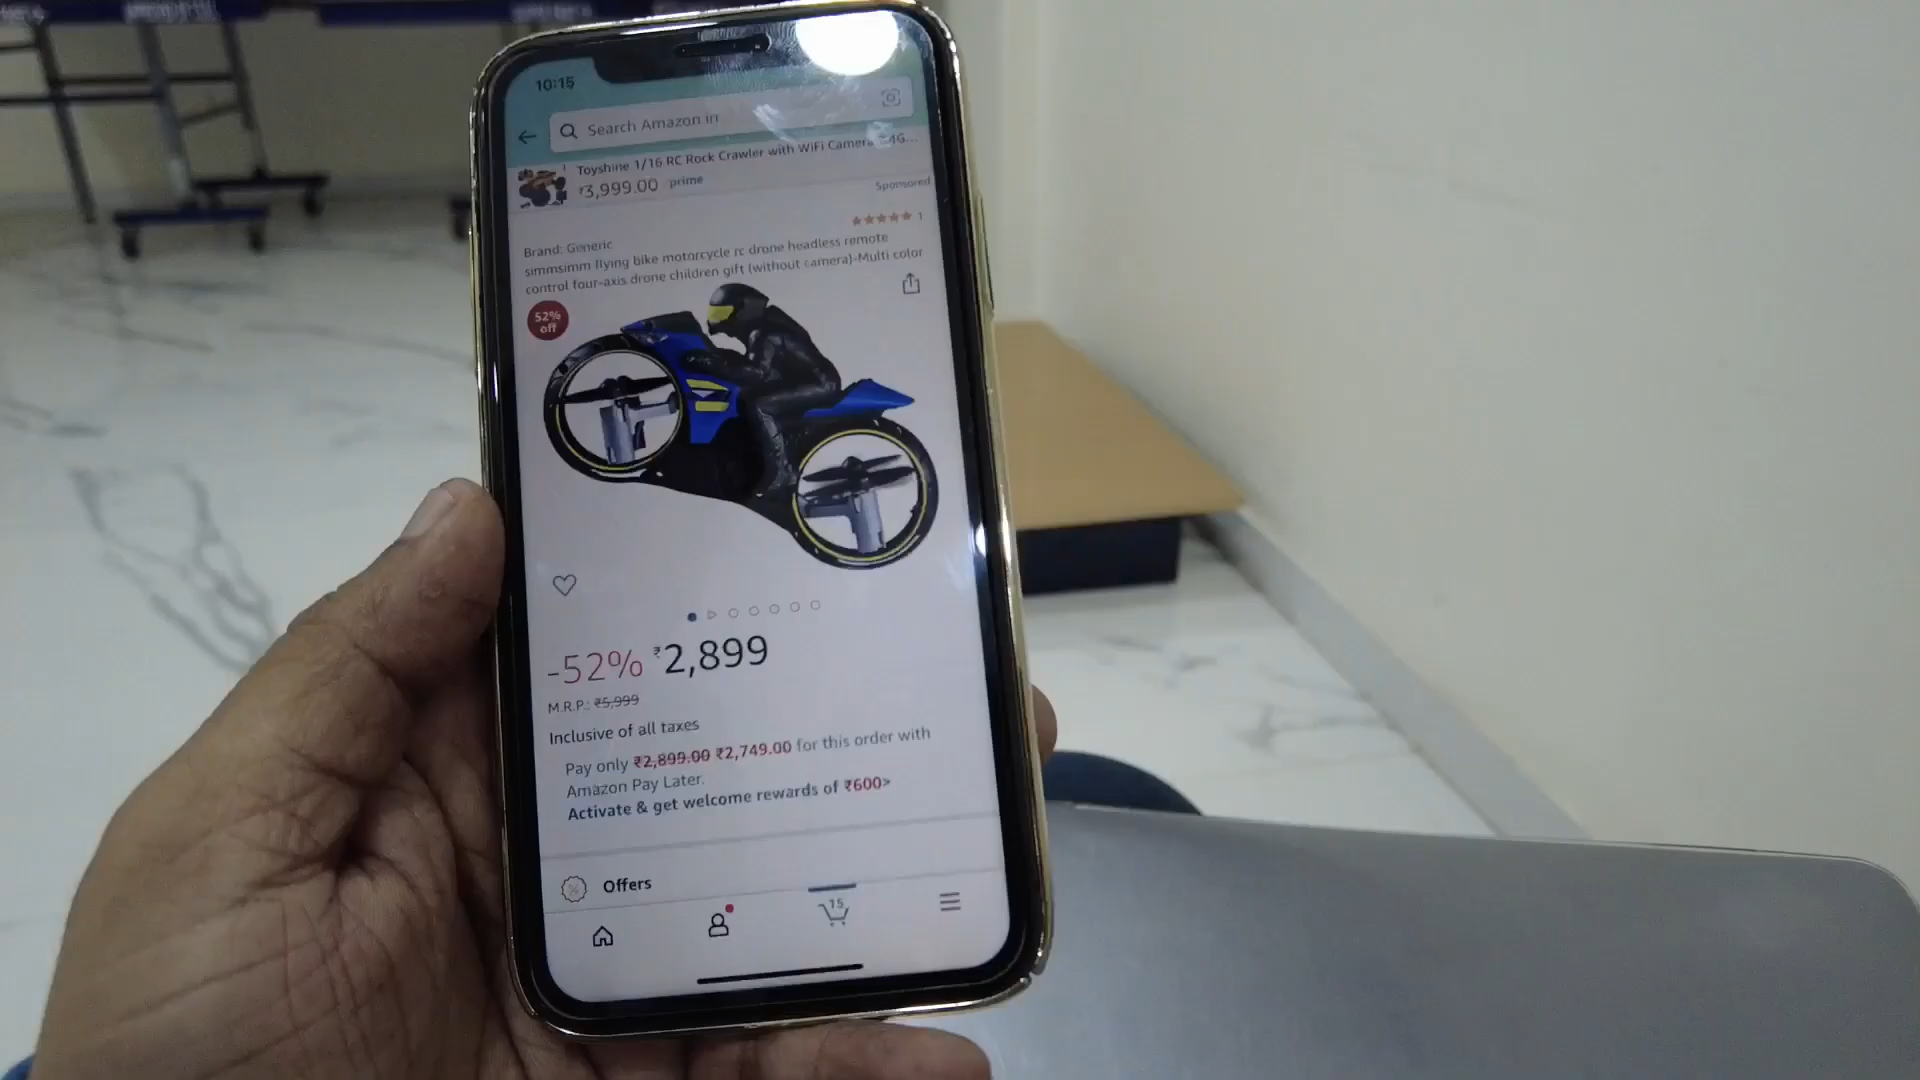 10:15
Search Amazon in
Toyshine 1/16 RC Rock Crawler with WiFi Camera 2.4G...
₹3,999.00 prime
Sponsored
1
Brand: Generic
simmsimm flying bike motorcycle rc drone headless remote
control four-axis drone children gift (without camera)-Multi color
52%
off
-52% ₹2,899
M.R.P.: ₹5,999
Inclusive of all taxes
Pay only ₹2,899.00 ₹2,749.00 for this order with
Amazon Pay Later.
Activate & get welcome rewards of ₹600>
Offers
15